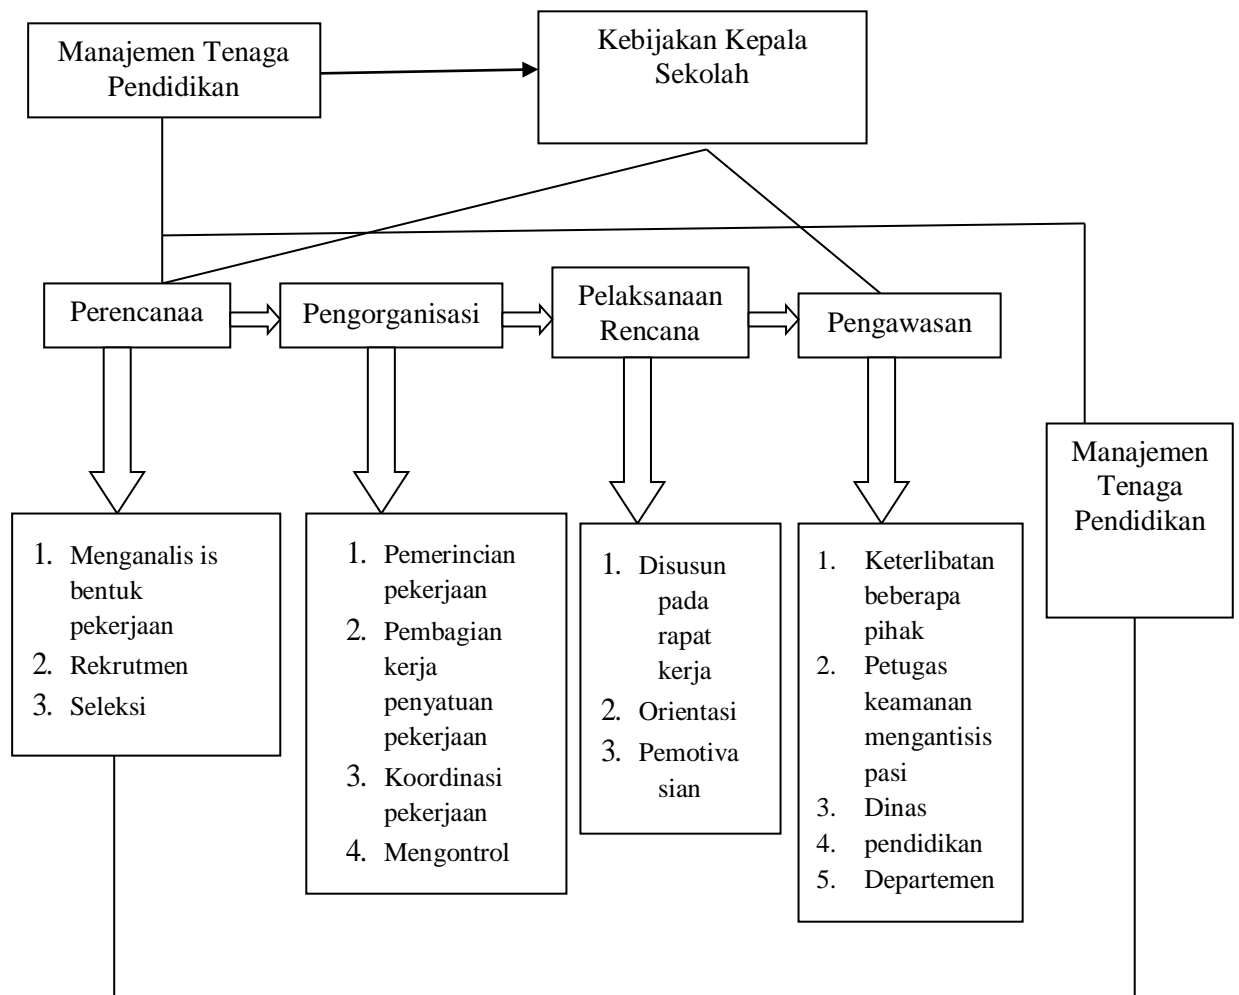 Manajemen Tenaga
Pendidikan
Kebijakan Kepala
Sekolah
Perencanaa
Pengorganisasi
Pelaksanaan
Rencana
Pengawasan
Manajemen
Tenaga
Pendidikan
1. Menganalis is
bentuk
pekerjaan
2. Rekrutmen
3. Seleksi
1. Pemerincian
pekerjaan
2. Pembagian
kerja
penyatuan
pekerjaan
3. Koordinasi
pekerjaan
4. Mengontrol
1. Disusun
pada
rapat
kerja
2. Orientasi
3. Pemotiva
sian
1. Keterlibatan
beberapa
pihak
2. Petugas
keamanan
mengantisis
pasi
3. Dinas
4. pendidikan
5. Departemen